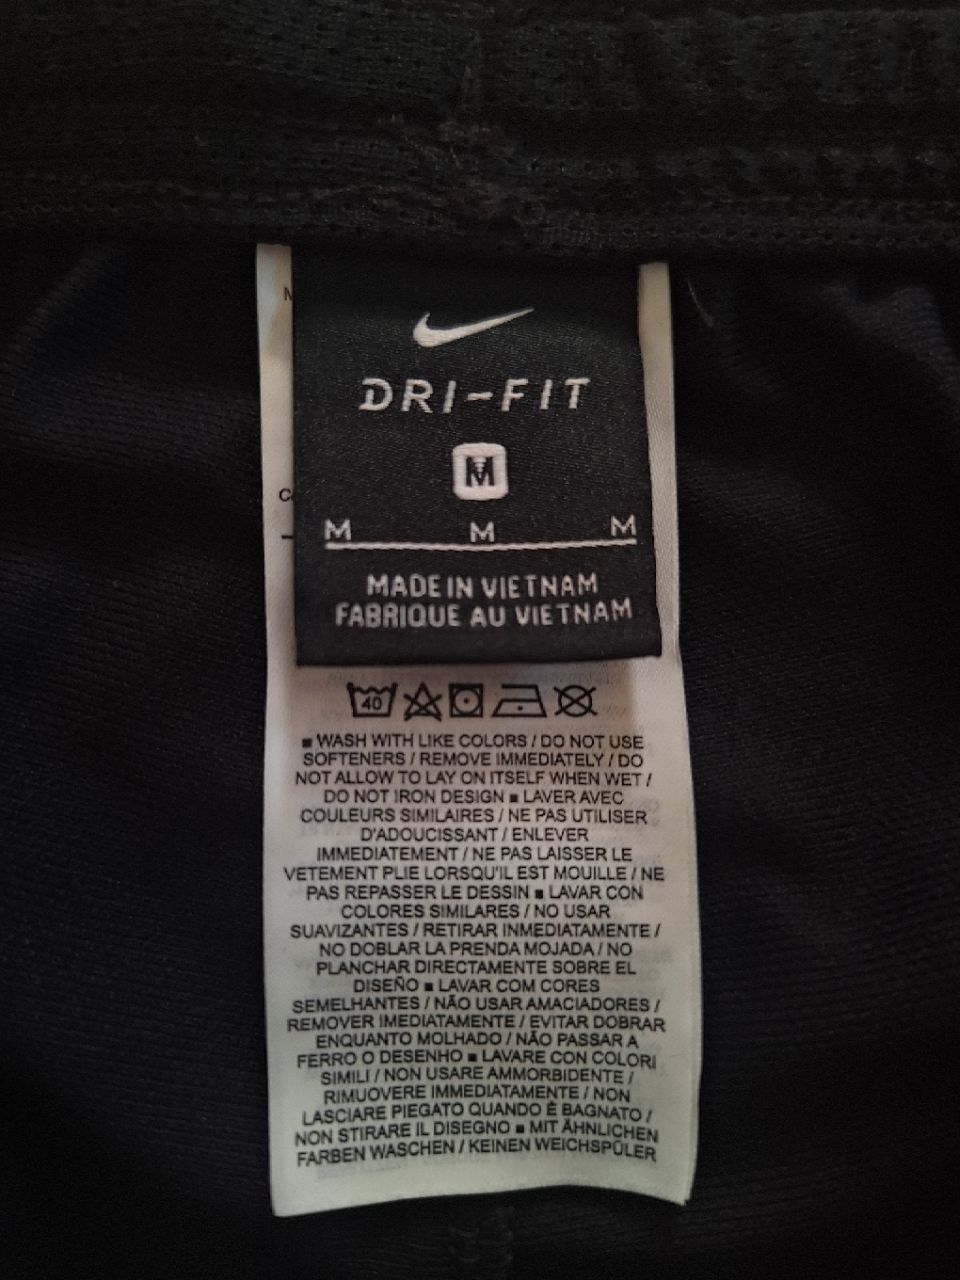 DRI-FIT
M
M M M
MADE IN VIETNAM
FABRIQUE AU VIETNAM
40
▪ WASH WITH LIKE COLORS / DO NOT USE
SOFTENERS / REMOVE IMMEDIATELY / DO
NOT ALLOW TO LAY ON ITSELF WHEN WET /
DO NOT IRON DESIGN ▪ LAVER AVEC
COULEURS SIMILAIRES / NE PAS UTILISER
D'ADOUCISSANT / ENLEVER
IMMEDIATEMENT / NE PAS LAISSER LE
VETEMENT PLIE LORSQU'IL EST MOUILLE / NE
PAS REPASSER LE DESSIN ▪ LAVAR CON
COLORES SIMILARES / NO USAR
SUAVIZANTES / RETIRAR INMEDIATAMENTE /
NO DOBLAR LA PRENDA MOJADA / NO
PLANCHAR DIRECTAMENTE SOBRE EL
DISEÑO ▪ LAVAR COM CORES
SEMELHANTES / NÃO USAR AMACIADORES /
REMOVER IMEDIATAMENTE / EVITAR DOBRAR
ENQUANTO MOLHADO / NÃO PASSAR A
FERRO O DESENHO ▪ LAVARE CON COLORI
SIMILI / NON USARE AMMORBIDENTE /
RIMUOVERE IMMEDIATAMENTE / NON
LASCIARE PIEGATO QUANDO È BAGNATO /
NON STIRARE IL DISEGNO ▪ MIT ÄHNLICHEN
FARBEN WASCHEN / KEINEN WEICHSPÜLER